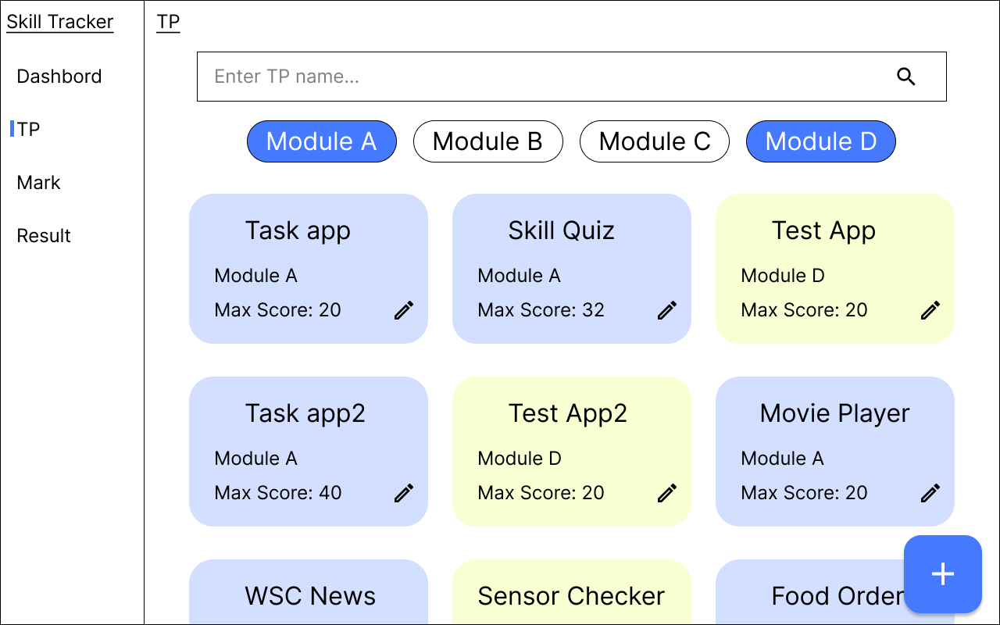 Skill Tracker
Dashbord
TP
Mark
Result
TP
Enter TP name...
Module A
Module B
Module C
Module D
Task app
Module A
Max Score: 20
Skill Quiz
Module A
Max Score: 32
Test App
Module D
Max Score: 20
Task app2
Module A
Max Score: 40
Test App2
Module D
Max Score: 20
Movie Player
Module A
Max Score: 20
WSC News
Sensor Checker
Food Order